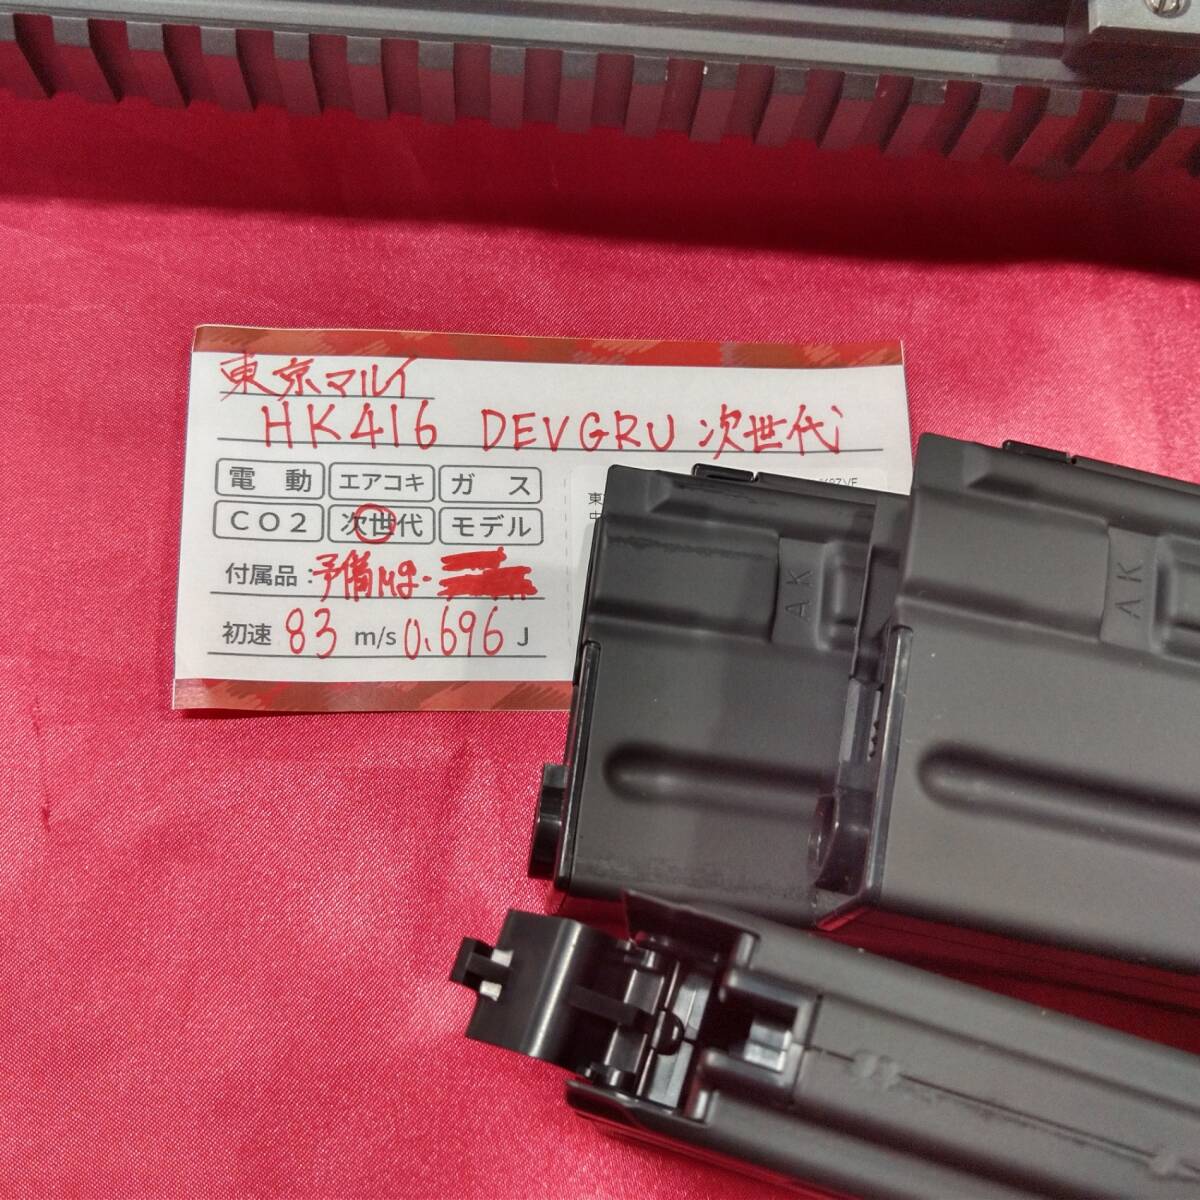 東京マルイ
HK416 DEVGRU 次世代
電動 エアコキ ガス
CO2 次世代 モデル
付属品:予備Mg.
初速 83 m/s 0.696 J
AK
AK